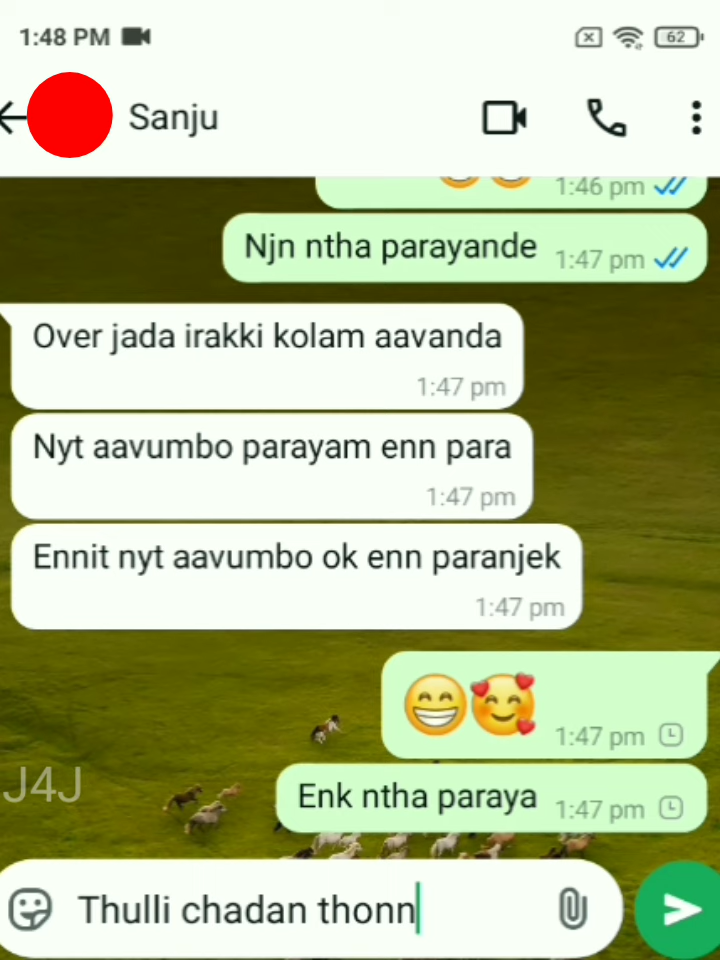 1:48 PM
62
Sanju
1:46 pm
Njn ntha parayande 1:47 pm
Over jada irakki kolam aavanda
1:47 pm
Nyt aavumbo parayam enn para
1:47 pm
Ennit nyt aavumbo ok enn paranjek
1:47 pm
😁🥰 1:47 pm
J4J
Enk ntha paraya 1:47 pm
Thulli chadan thonn